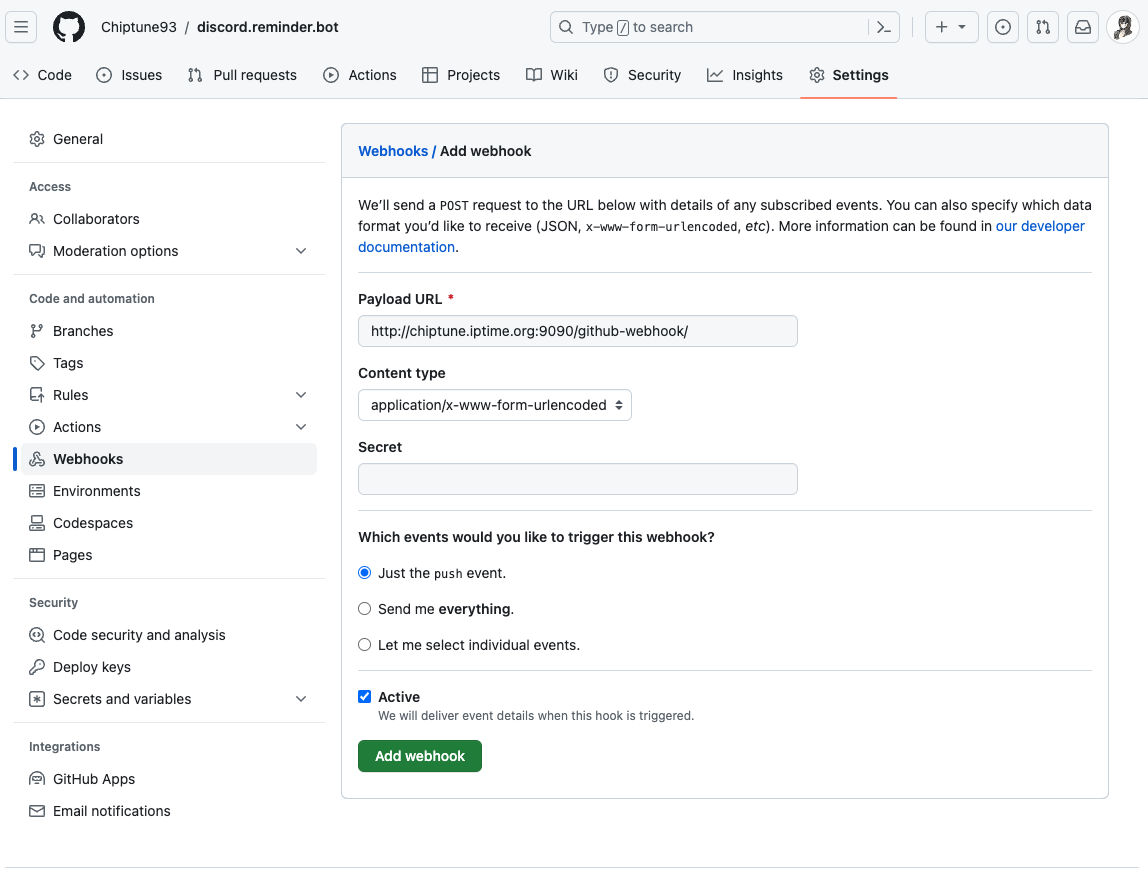 Chiptune93 / discord.reminder.bot
Type / to search
Code
Issues
Pull requests
Actions
Projects
Wiki
Security
Insights
Settings
General
Access
Collaborators
Moderation options
Code and automation
Branches
Tags
Rules
Actions
Webhooks
Environments
Codespaces
Pages
Security
Code security and analysis
Deploy keys
Secrets and variables
Integrations
GitHub Apps
Email notifications
Webhooks / Add webhook
We’ll send a POST request to the URL below with details of any subscribed events. You can also specify which data
format you’d like to receive (JSON, x-www-form-urlencoded, etc). More information can be found in our developer
documentation.
Payload URL *
http://chiptune.iptime.org:9090/github-webhook/
Content type
application/x-www-form-urlencoded
Secret
Which events would you like to trigger this webhook?
Just the push event.
Send me everything.
Let me select individual events.
Active
We will deliver event details when this hook is triggered.
Add webhook